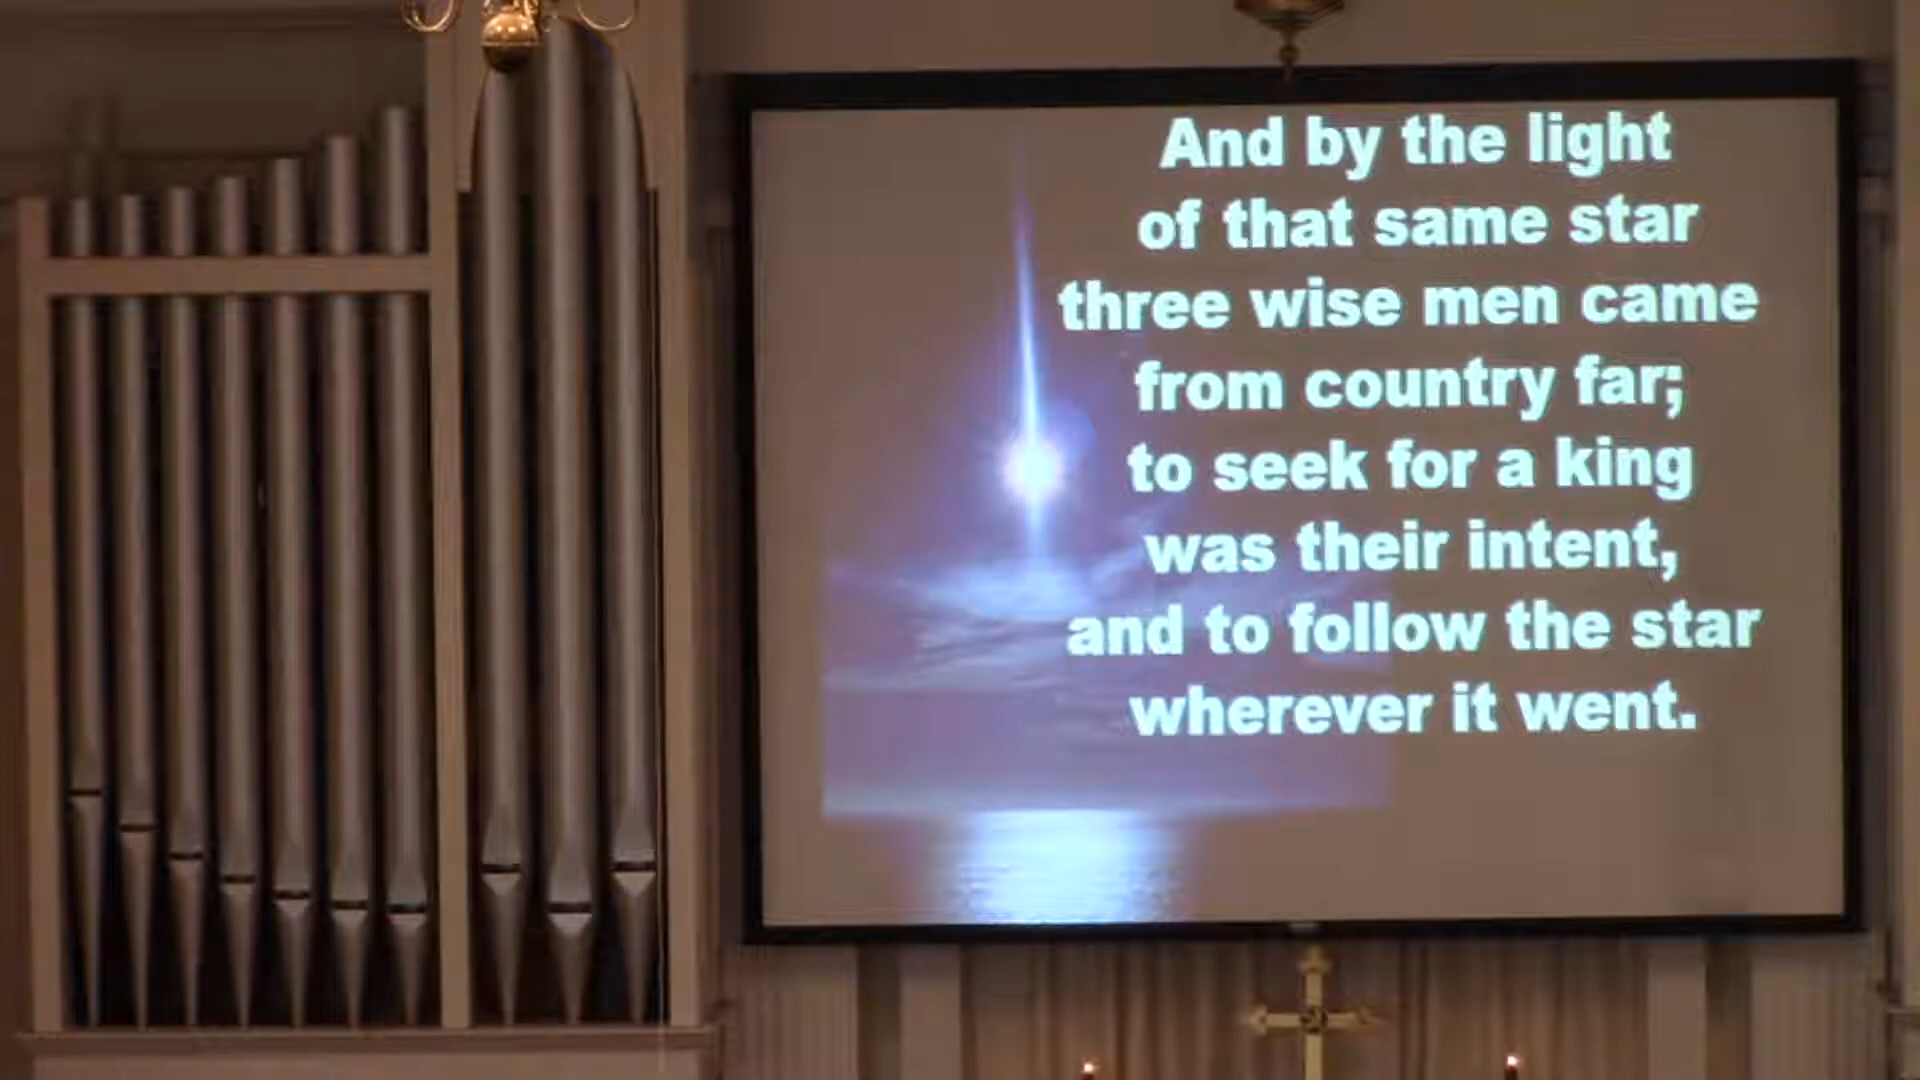 And by the light
of that same star
three wise men came
from country far;
to seek for a king
was their intent,
and to follow the star
wherever it went.